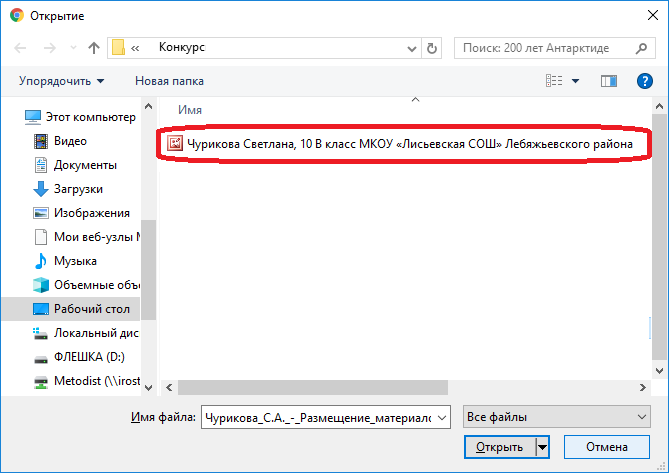 Открытие
«
Конкурс
Поиск: 200 лет Антарктиде
Упорядочить
Новая папка
?
Имя
Этот компьютер
Видео
Документы
Загрузки
Изображения
Мои веб-узлы M
Музыка
Объемные объе
Рабочий стол
Локальный дис
ФЛЕШКА (D:)
Metodist (\\irost
Чурикова Светлана, 10 В класс МКОУ «Лисьевская СОШ» Лебяжьевского района
Имя файла:
Чурикова_С.А._-_Размещение_материало
Все файлы
Открыть
Отмена